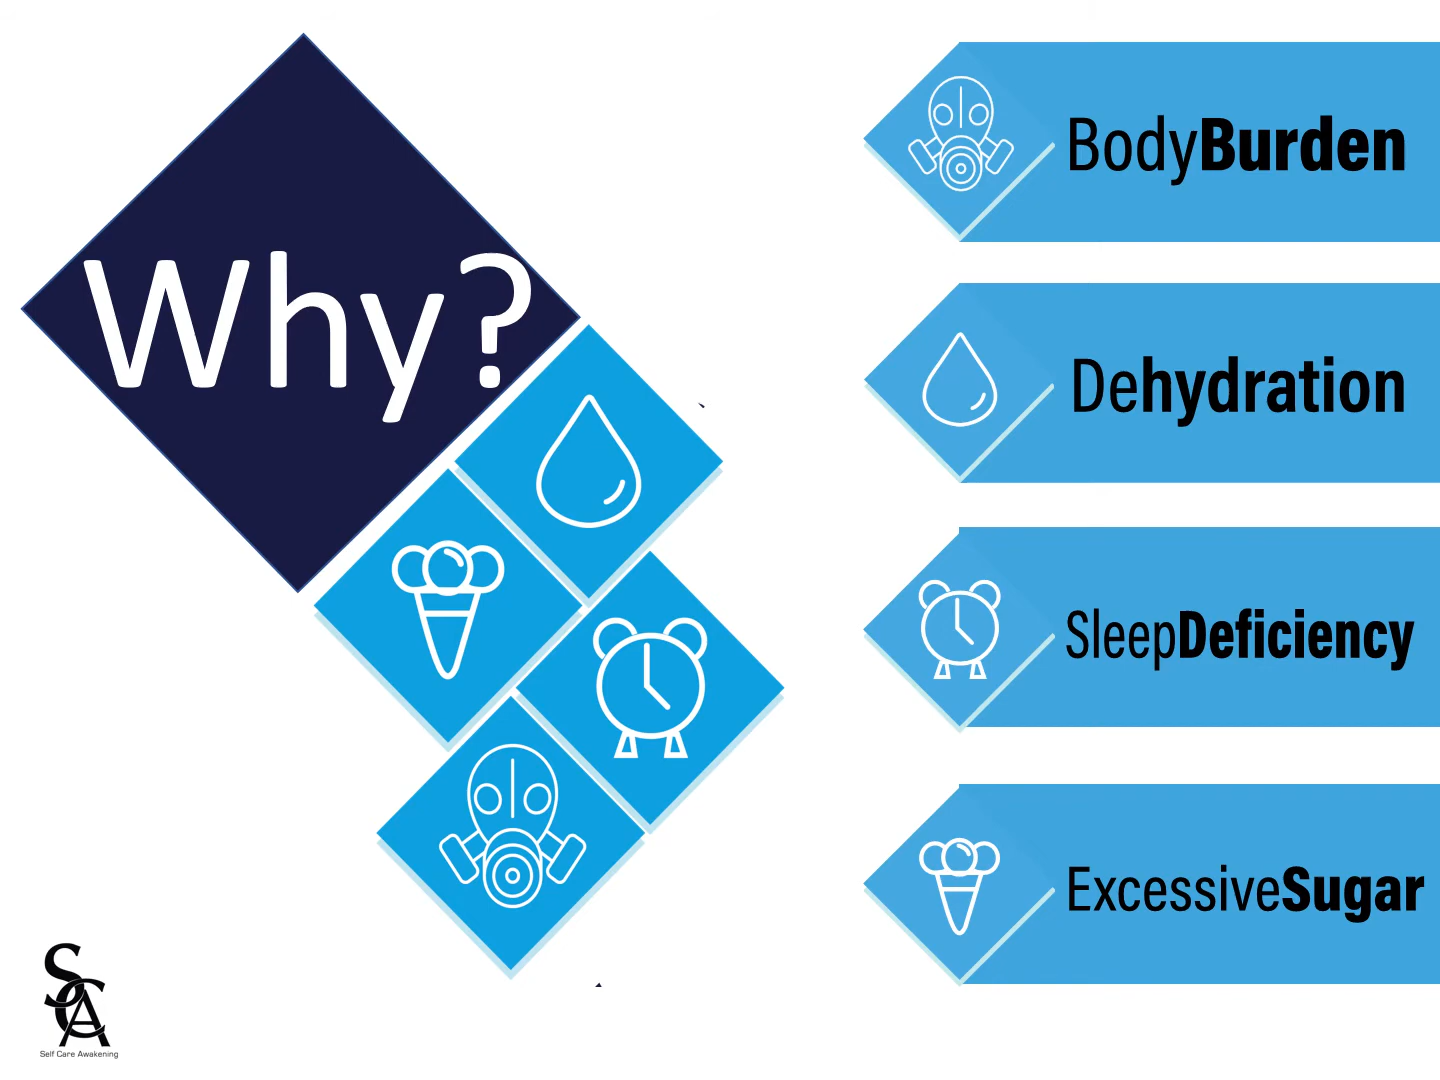 Why?
BodyBurden
Dehydration
SleepDeficiency
ExcessiveSugar
SCA
Self Care Awakening